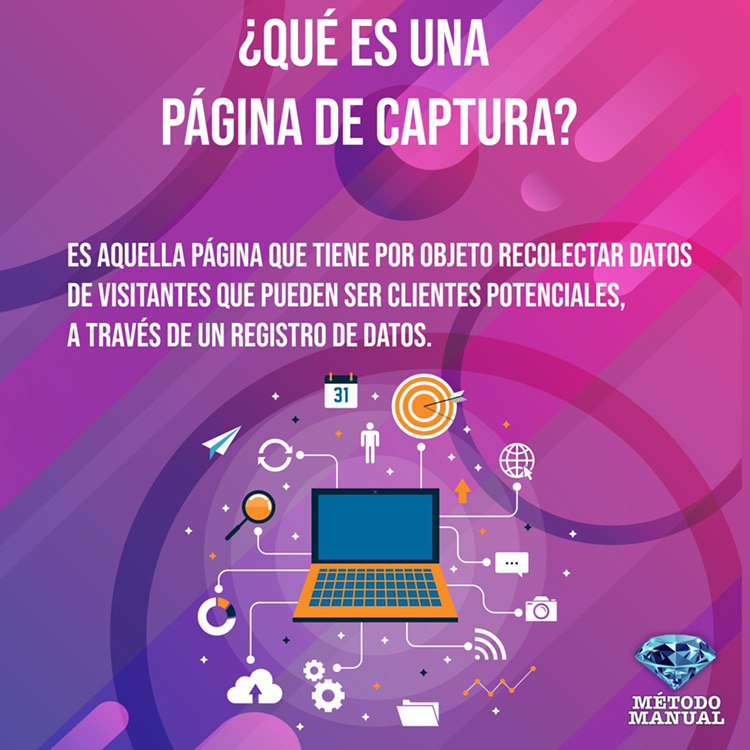 ¿QUÉ ES UNA
PÁGINA DE CAPTURA?
ES AQUELLA PÁGINA QUE TIENE POR OBJETO RECOLECTAR DATOS
DE VISITANTES QUE PUEDEN SER CLIENTES POTENCIALES,
A TRAVÉS DE UN REGISTRO DE DATOS.
31
MÉTODO
MANUAL